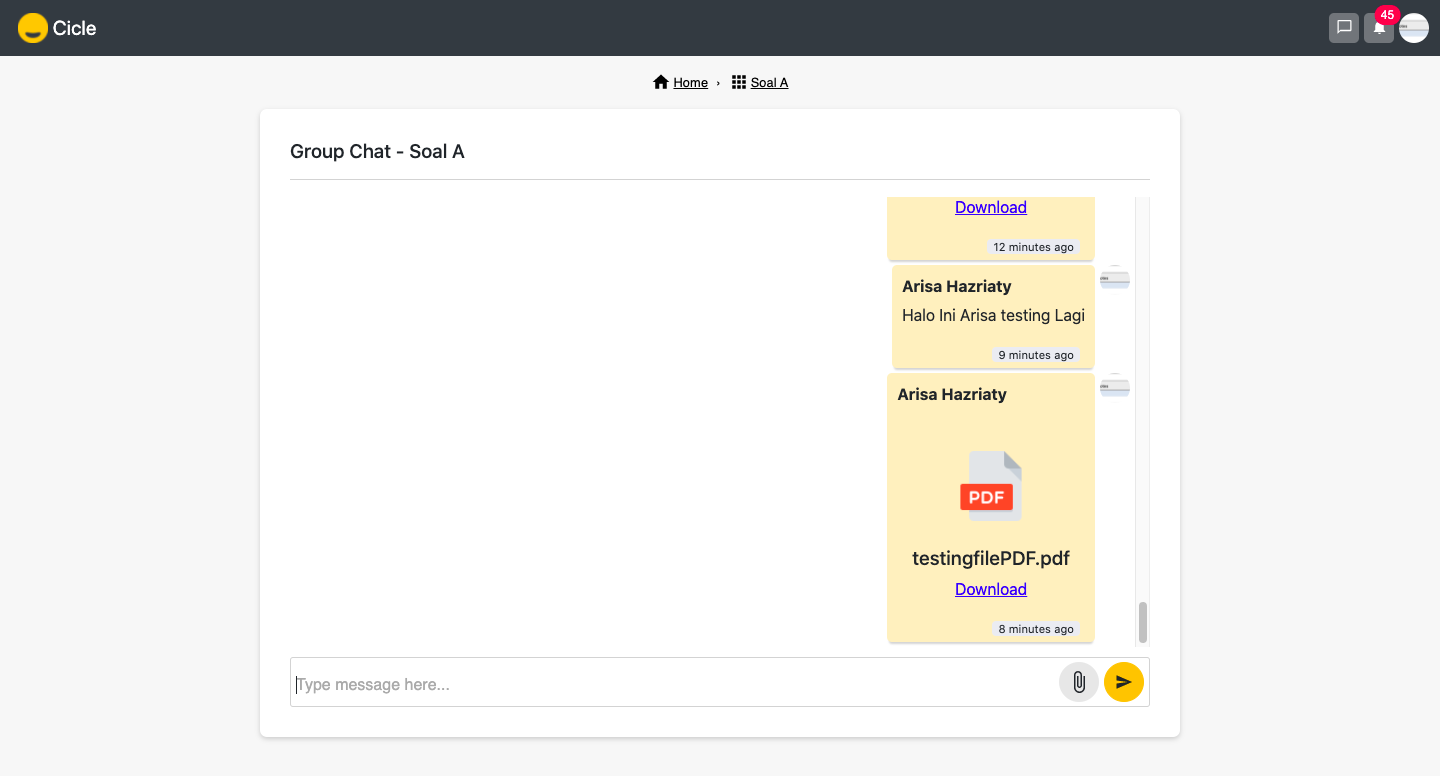 Cicle
45
Home › Soal A
Group Chat - Soal A
Download
12 minutes ago
Arisa Hazriaty
Halo Ini Arisa testing Lagi
9 minutes ago
Arisa Hazriaty
PDF
testingfilePDF.pdf
Download
8 minutes ago
Type message here...